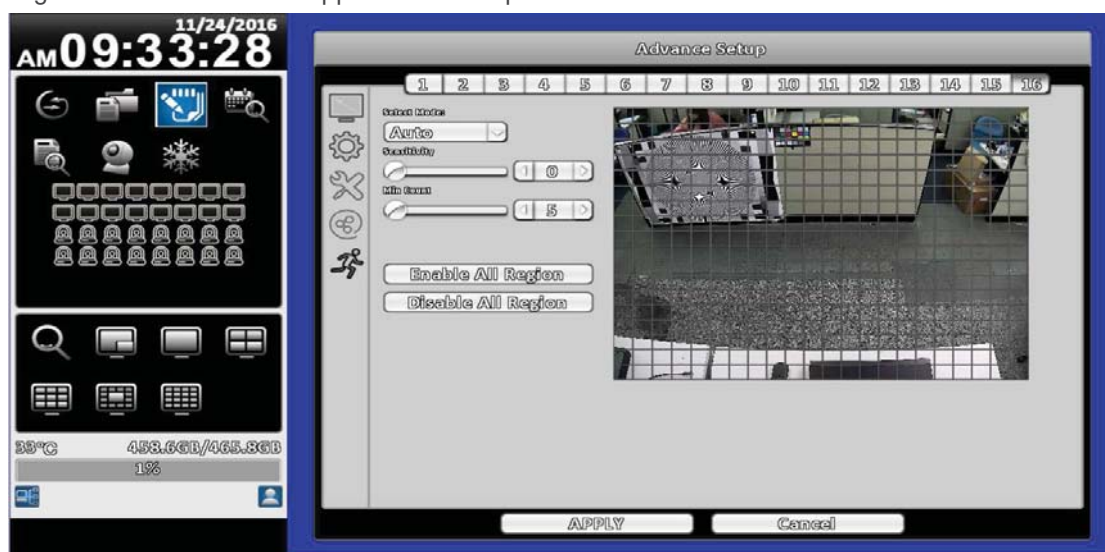 11/24/2016
AM09:33:28
Advance Setup
1 2 3 4 5 6 7 8 9 10 11 12 13 14 15 16
Select Mode:
Auto
Sensitivity
0
Min Count
5
Enable All Region
Disable All Region
33°C 458.6GB/465.8GB
1%
APPLY Cancel